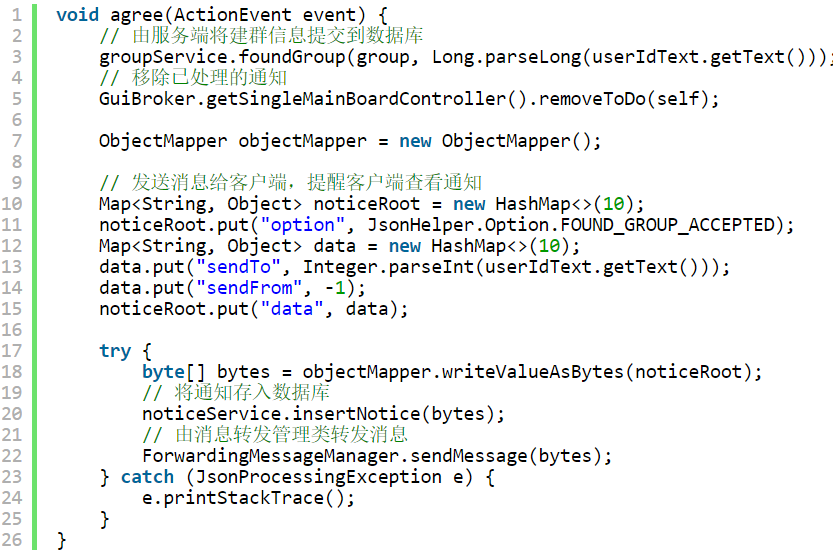 1 void agree(ActionEvent event) {
2     // 由服务端将建群信息提交到数据库
3     groupService.foundGroup(group, Long.parseLong(userIdText.getText()));
4     // 移除已处理的通知
5     GuiBroker.getSingleMainBoardController().removeToDo(self);
6
7     ObjectMapper objectMapper = new ObjectMapper();
8
9     // 发送消息给客户端，提醒客户端查看通知
10     Map<String, Object> noticeRoot = new HashMap<>(10);
11     noticeRoot.put("option", JsonHelper.Option.FOUND_GROUP_ACCEPTED);
12     Map<String, Object> data = new HashMap<>(10);
13     data.put("sendTo", Integer.parseInt(userIdText.getText()));
14     data.put("sendFrom", -1);
15     noticeRoot.put("data", data);
16
17     try {
18         byte[] bytes = objectMapper.writeValueAsBytes(noticeRoot);
19         // 将通知存入数据库
20         noticeService.insertNotice(bytes);
21         // 由消息转发管理类转发消息
22         ForwardingMessageManager.sendMessage(bytes);
23     } catch (JsonProcessingException e) {
24         e.printStackTrace();
25     }
26 }